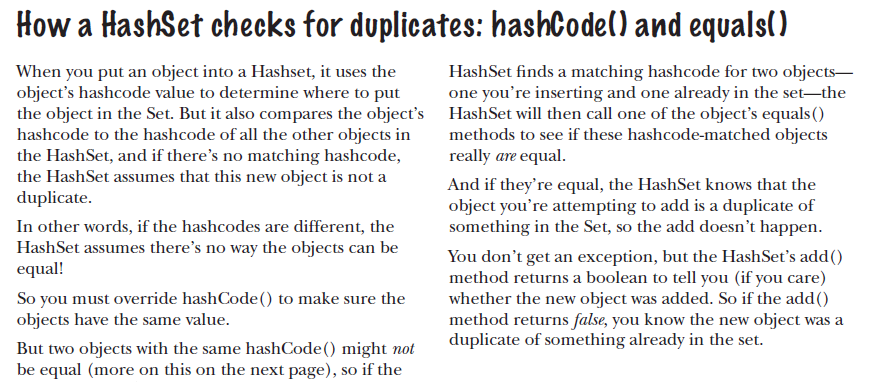 How a HashSet checks for duplicates: hashCode() and equals()
When you put an object into a Hashset, it uses the
object’s hashcode value to determine where to put
the object in the Set. But it also compares the object’s
hashcode to the hashcode of all the other objects in
the HashSet, and if there’s no matching hashcode,
the HashSet assumes that this new object is not a
duplicate.
In other words, if the hashcodes are different, the
HashSet assumes there’s no way the objects can be
equal!
So you must override hashCode() to make sure the
objects have the same value.
But two objects with the same hashCode() might not
be equal (more on this on the next page), so if the
HashSet finds a matching hashcode for two objects—
one you’re inserting and one already in the set—the
HashSet will then call one of the object’s equals()
methods to see if these hashcode-matched objects
really are equal.
And if they’re equal, the HashSet knows that the
object you’re attempting to add is a duplicate of
something in the Set, so the add doesn’t happen.
You don’t get an exception, but the HashSet’s add()
method returns a boolean to tell you (if you care)
whether the new object was added. So if the add()
method returns false, you know the new object was a
duplicate of something already in the set.